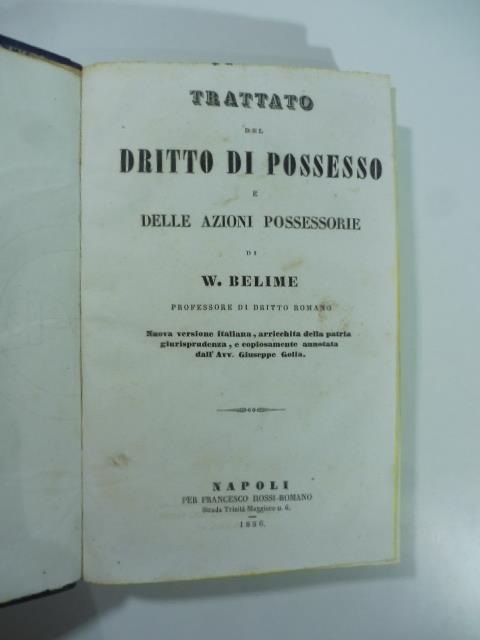 TRATTATO
DEL
DRITTO DI POSSESSO
E
DELLE AZIONI POSSESSORIE
DI
W. BELIME
PROFESSORE DI DRITTO ROMANO
Nuova versione italiana, arricchita della patria
giurisprudenza, e copiosamente annotata
dall' Avv. Giuseppe Golia.
NAPOLI
PER FRANCESCO ROSSI-ROMANO
Strada Trinità Maggiore n. 6.
1856.